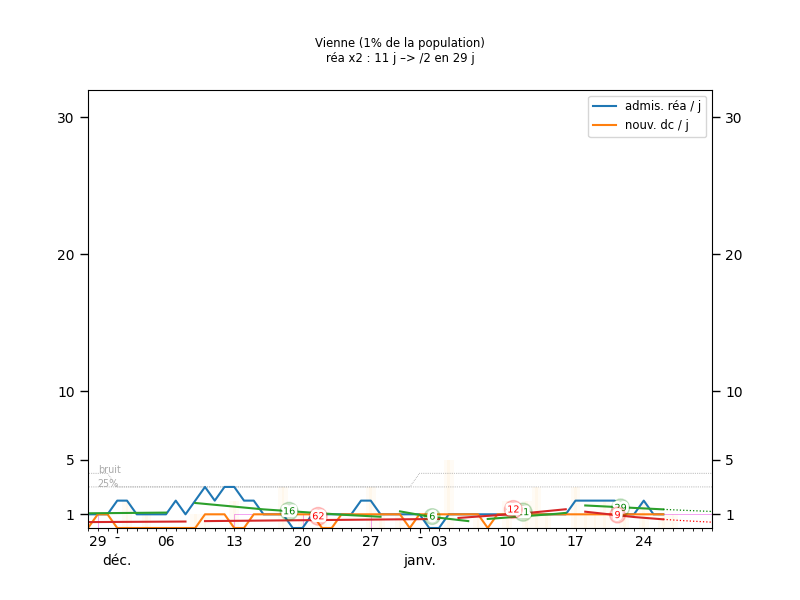 Vienne (1% de la population)
réa x2 : 11 j –> /2 en 29 j
admis. réa / j
nouv. dc / j
30 30
20 20
10 10
5 5
bruit
25%
16 62 6 12 9
1 1
29 - 06 13 20 27 - 03 10 17 24
déc. janv.